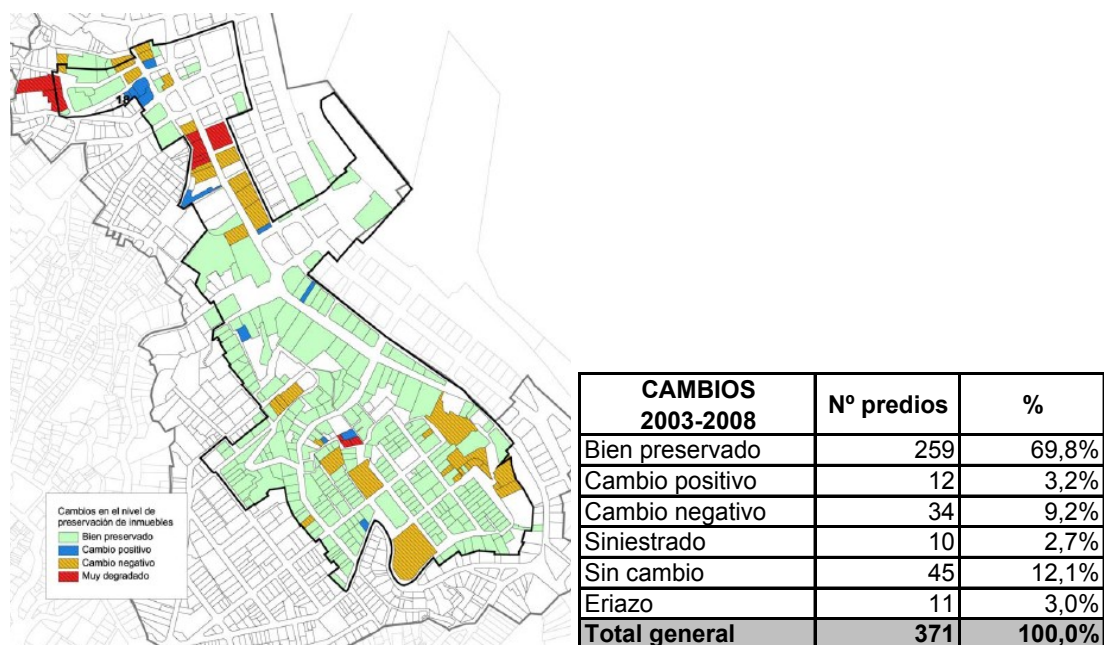 18
Cambios en el nivel de
preservación de inmuebles
Bien preservado
Cambio positivo
Cambio negativo
Muy degradado
CAMBIOS 2003-2008 Nº predios %
Bien preservado 259 69,8%
Cambio positivo 12 3,2%
Cambio negativo 34 9,2%
Siniestrado 10 2,7%
Sin cambio 45 12,1%
Eriazo 11 3,0%
Total general 371 100,0%